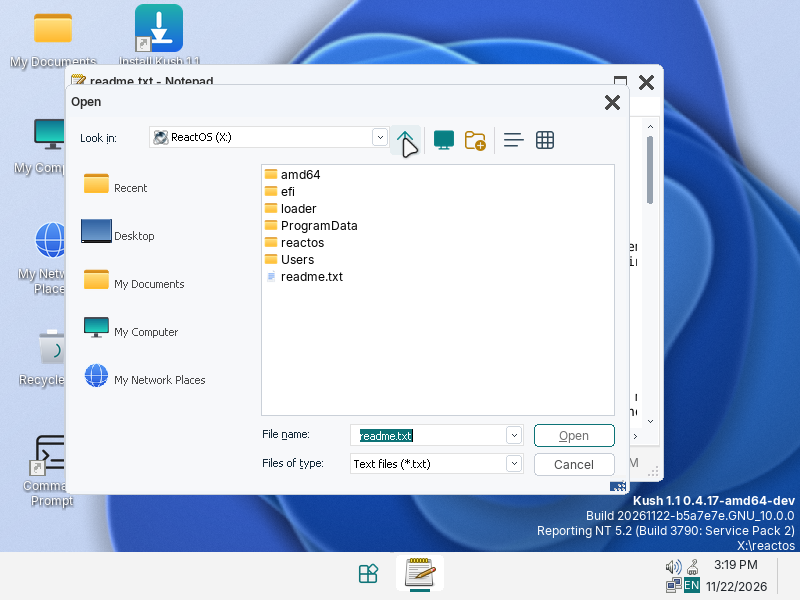 My Documents
Install Kush 1.1
readme.txt - Notepad
Open
Look in:
ReactOS (X:)
Recent
Desktop
My Documents
My Computer
My Network Places
amd64
efi
loader
ProgramData
reactos
Users
readme.txt
File name:
readme.txt
Open
Files of type:
Text files (*.txt)
Cancel
My Comp
My Netw
Place
Recycle
Comma
Prompt
Kush 1.1 0.4.17-amd64-dev
Build 20261122-b5a7e7e.GNU_10.0.0
Reporting NT 5.2 (Build 3790: Service Pack 2)
X:\reactos
3:19 PM
EN
11/22/2026